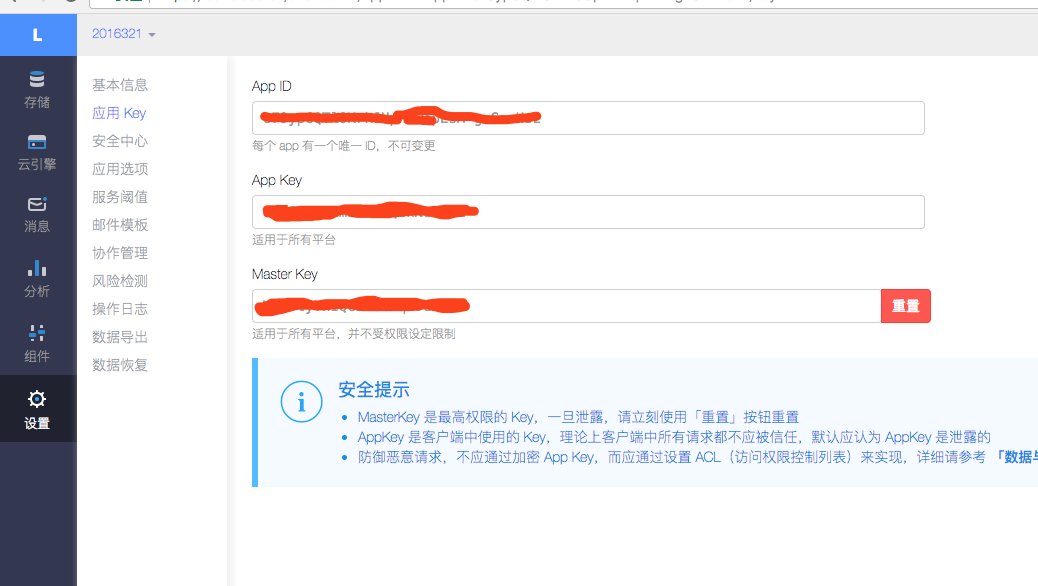 L
2016321
存储
云引擎
消息
分析
组件
设置
基本信息
应用 Key
安全中心
应用选项
服务阈值
邮件模板
协作管理
风险检测
操作日志
数据导出
数据恢复
App ID
每个 app 有一个唯一 ID，不可变更
App Key
适用于所有平台
Master Key
重置
适用于所有平台，并不受权限设定限制
安全提示
MasterKey 是最高权限的 Key，一旦泄露，请立刻使用「重置」按钮重置
AppKey 是客户端中使用的 Key，理论上客户端中所有请求都不应被信任，默认应认为 AppKey 是泄露的
防御恶意请求，不应通过加密 App Key，而应通过设置 ACL（访问权限控制列表）来实现，详细请参考 「数据与